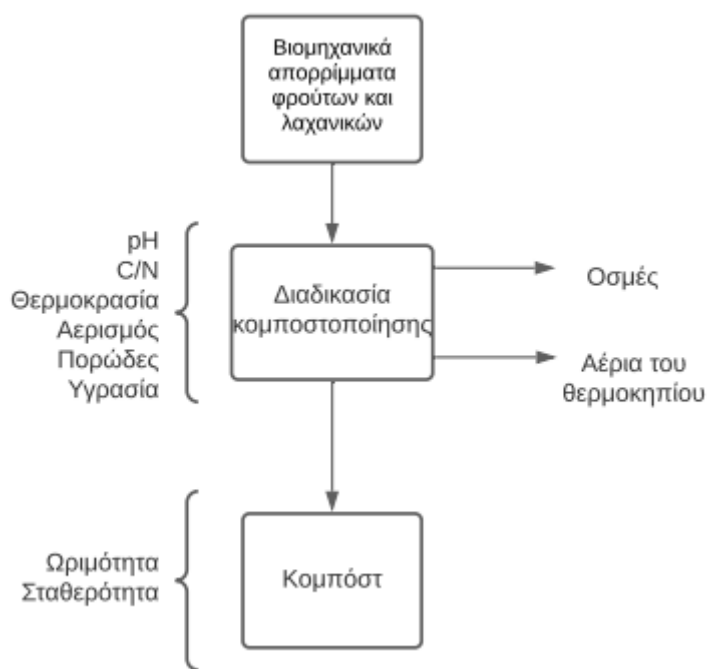 Βιομηχανικά
απορρίμματα
φρούτων και
λαχανικών
pH
C/N
Θερμοκρασία
Αερισμός
Πορώδες
Υγρασία
Διαδικασία
κομποστοποίησης
Οσμές
Αέρια του
θερμοκηπίου
Ωριμότητα
Σταθερότητα
Κομπόστ